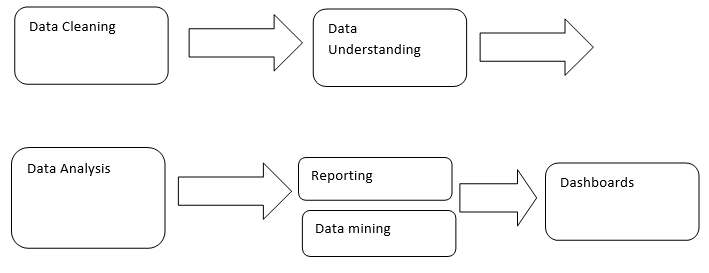 Data Cleaning
Data
Understanding
Data Analysis
Reporting
Data mining
Dashboards